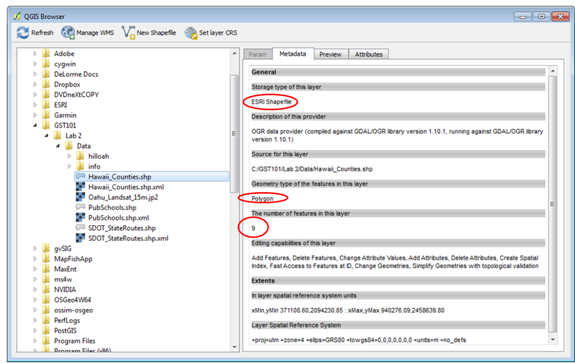 QGIS Browser
Refresh Manage WMS New Shapefile Set layer CRS
Adobe
cygwin
DeLorme Docs
Dropbox
DVDneXtCOPY
ESRI
Garmin
GST101
Lab 2
Data
hilloah
info
Hawaii_Counties.shp
Hawaii_Counties.shp.xml
Oahu_Landsat_15m.jp2
PubSchools.shp
PubSchools.shp.xml
SDOT_StateRoutes.shp
SDOT_StateRoutes.shp.xml
gvSIG
MapFishApp
MaxEnt
ms4w
NVIDIA
OSGeo4W64
ossim-osgeo
PerfLogs
PostGIS
Program Files
Program Files (x86)
Param Metadata Preview Attributes
General
Storage type of this layer
ESRI Shapefile
Description of this provider
OGR data provider (compiled against GDAL/OGR library version 1.10.1, running against GDAL/OGR library
version 1.10.1)
Source for this layer
C:/GST101/Lab 2/Data/Hawaii_Counties.shp
Geometry type of the features in this layer
Polygon
The number of features in this layer
9
Editing capabilities of this layer
Add Features, Delete Features, Change Attribute Values, Add Attributes, Delete Attributes, Create Spatial
Index, Fast Access to Features at ID, Change Geometries, Simplify Geometries with topological validation
Extents
In layer spatial reference system units
xMin,yMin 371108.60,2094230.85 : xMax,yMax 940276.09,2458639.80
Layer Spatial Reference System
+proj=utm +zone=4 +ellps=GRS80 +towgs84=0,0,0,0,0,0,0 +units=m +no_defs